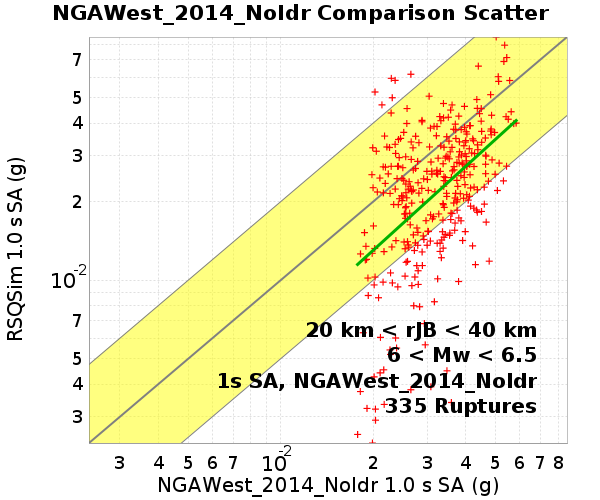 NGAWest_2014_NoIdr Comparison Scatter
RSQSim 1.0 s SA (g)
7
5
4
3
2
10-2
7
5
4
3
20 km < rJB < 40 km
6 < Mw < 6.5
1s SA, NGAWest_2014_NoIdr
335 Ruptures
3 4 5 6 7 10-2 2 3 4 5 6 7 8
NGAWest_2014_NoIdr 1.0 s SA (g)